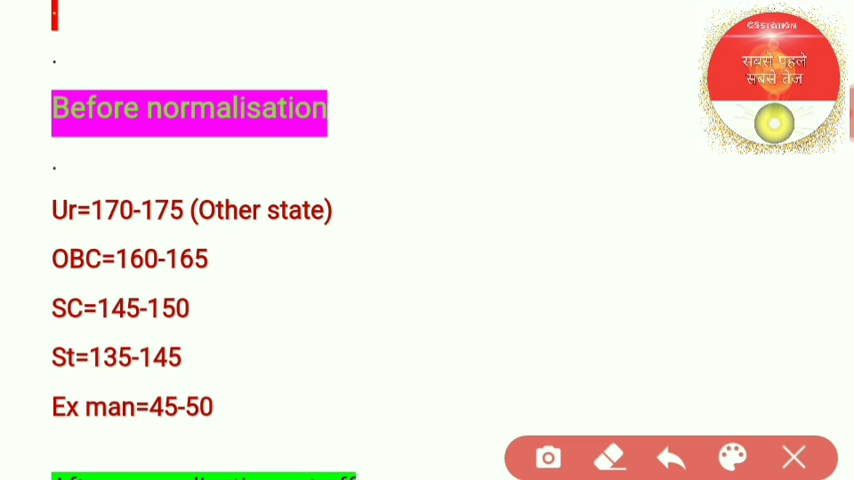 सबसे पहले
सबसे तेज
.
Before normalisation
.
Ur=170-175 (Other state)
OBC=160-165
SC=145-150
St=135-145
Ex man=45-50